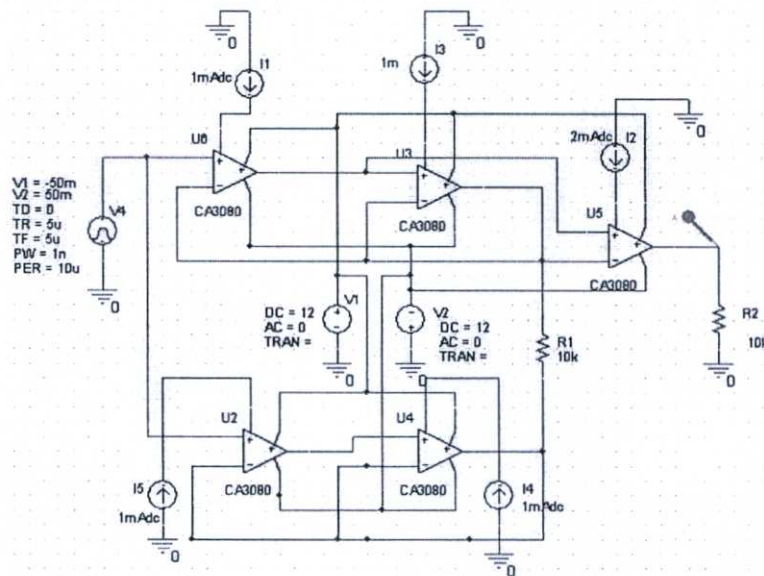 0
0
I1
1mAdc
I3
1m
0
2mAdc
I2
U6
U3
V1 = -50m
V2 = 50m
TD = 0
TR = 5u
TF = 5u
PW = 1n
PER = 10u
V4
CA3080
CA3080
U5
CA3080
0
V1
DC = 12
AC = 0
TRAN =
V2
DC = 12
AC = 0
TRAN =
R1
10k
R2
0
0
0
U2
U4
CA3080
CA3080
I5
1mAdc
I4
1mAdc
0
0